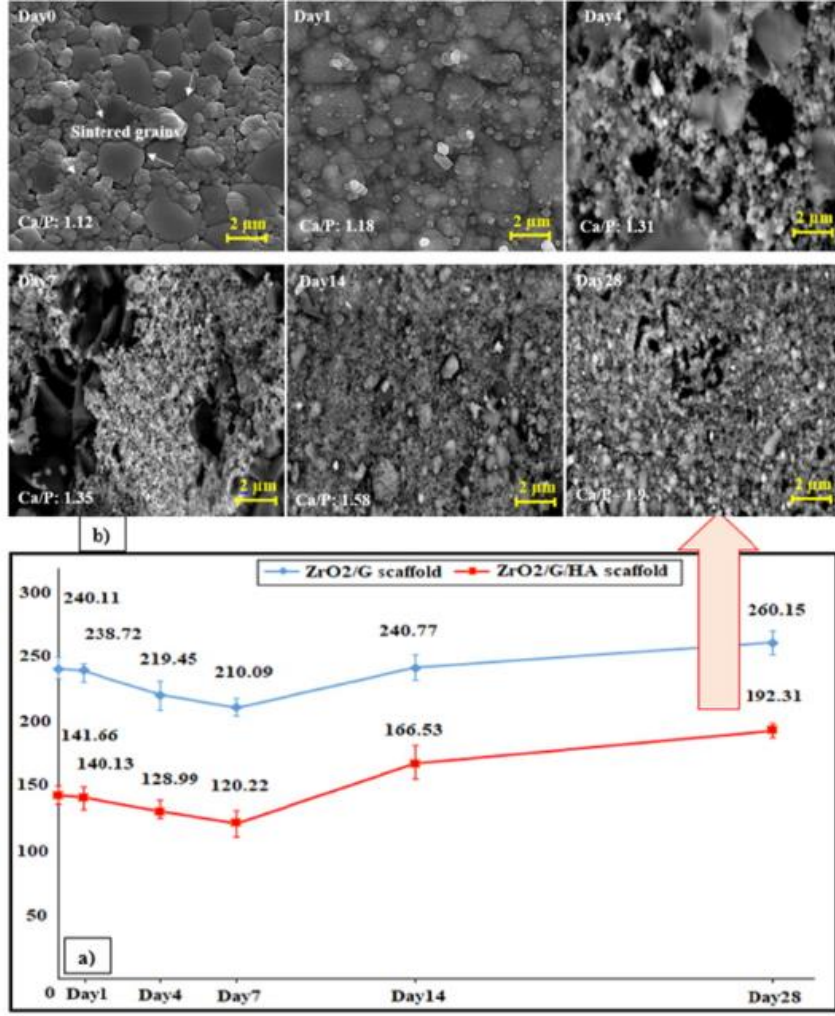 Day0
Sintered grains
Ca/P: 1.12
2 µm
Day1
Ca/P: 1.18
2 µm
Day4
Ca/P: 1.31
2 µm
Day7
Ca/P: 1.35
2 µm
Day14
Ca/P: 1.58
2 µm
Day28
Ca/P: 1.9
2 µm
b)
ZrO2/G scaffold
ZrO2/G/HA scaffold
300
250
200
150
100
50
240.11
238.72
219.45
210.09
240.77
260.15
141.66
140.13
128.99
120.22
166.53
192.31
a)
0 Day1 Day4 Day7 Day14 Day28